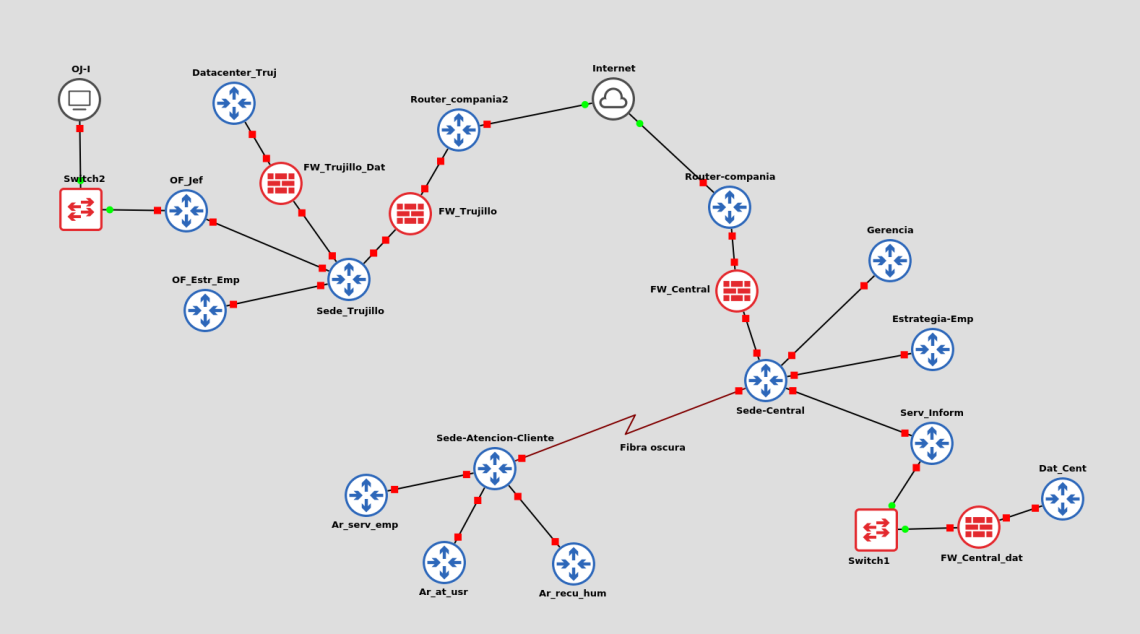 OJ-I
Datacenter_Truj
Internet
Router_compania2
FW_Trujillo_Dat
Switch2
OF_Jef
Router-compania
FW_Trujillo
Gerencia
OF_Estr_Emp
FW_Central
Sede_Trujillo
Estrategia-Emp
Sede-Central
Serv_Inform
Sede-Atencion-Cliente
Fibra oscura
Dat_Cent
Ar_serv_emp
Switch1
FW_Central_dat
Ar_at_usr
Ar_recu_hum